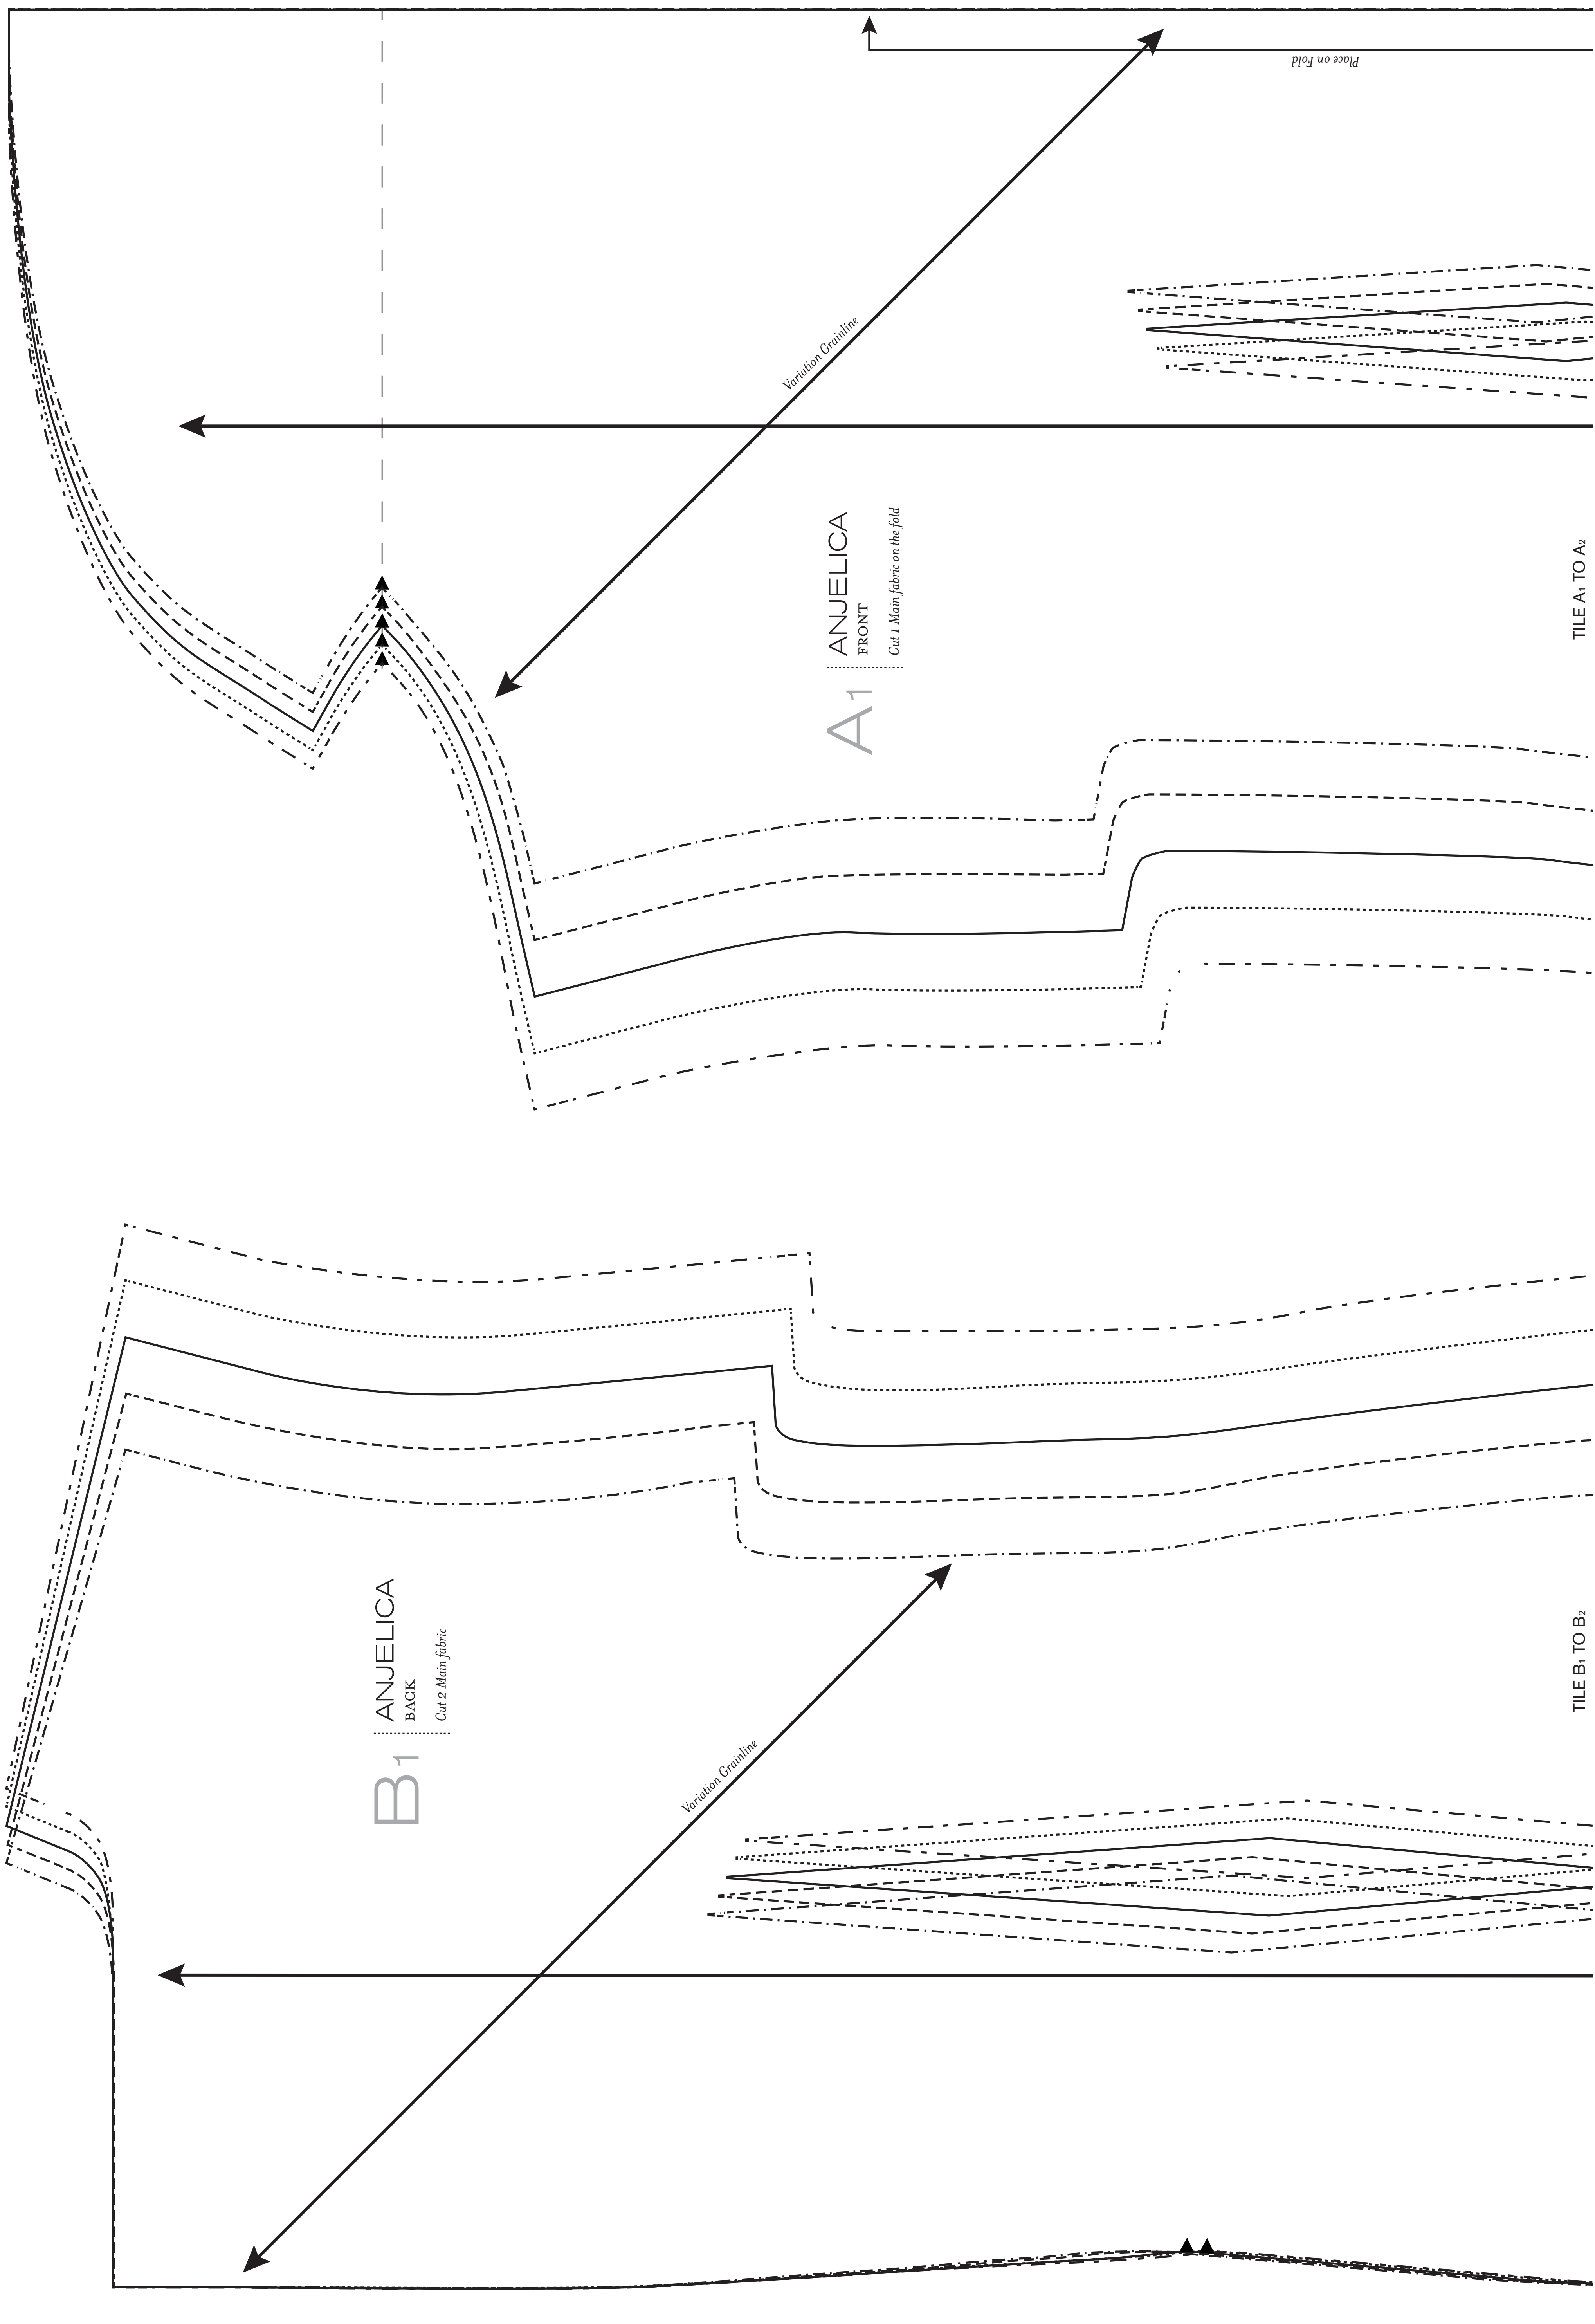 Place on Fold
Variation Grainline
A1
ANJELICA
FRONT
Cut 1 Main fabric on the fold
TILE A1 TO A2
B1
ANJELICA
BACK
Cut 2 Main fabric
Variation Grainline
TILE B1 TO B2